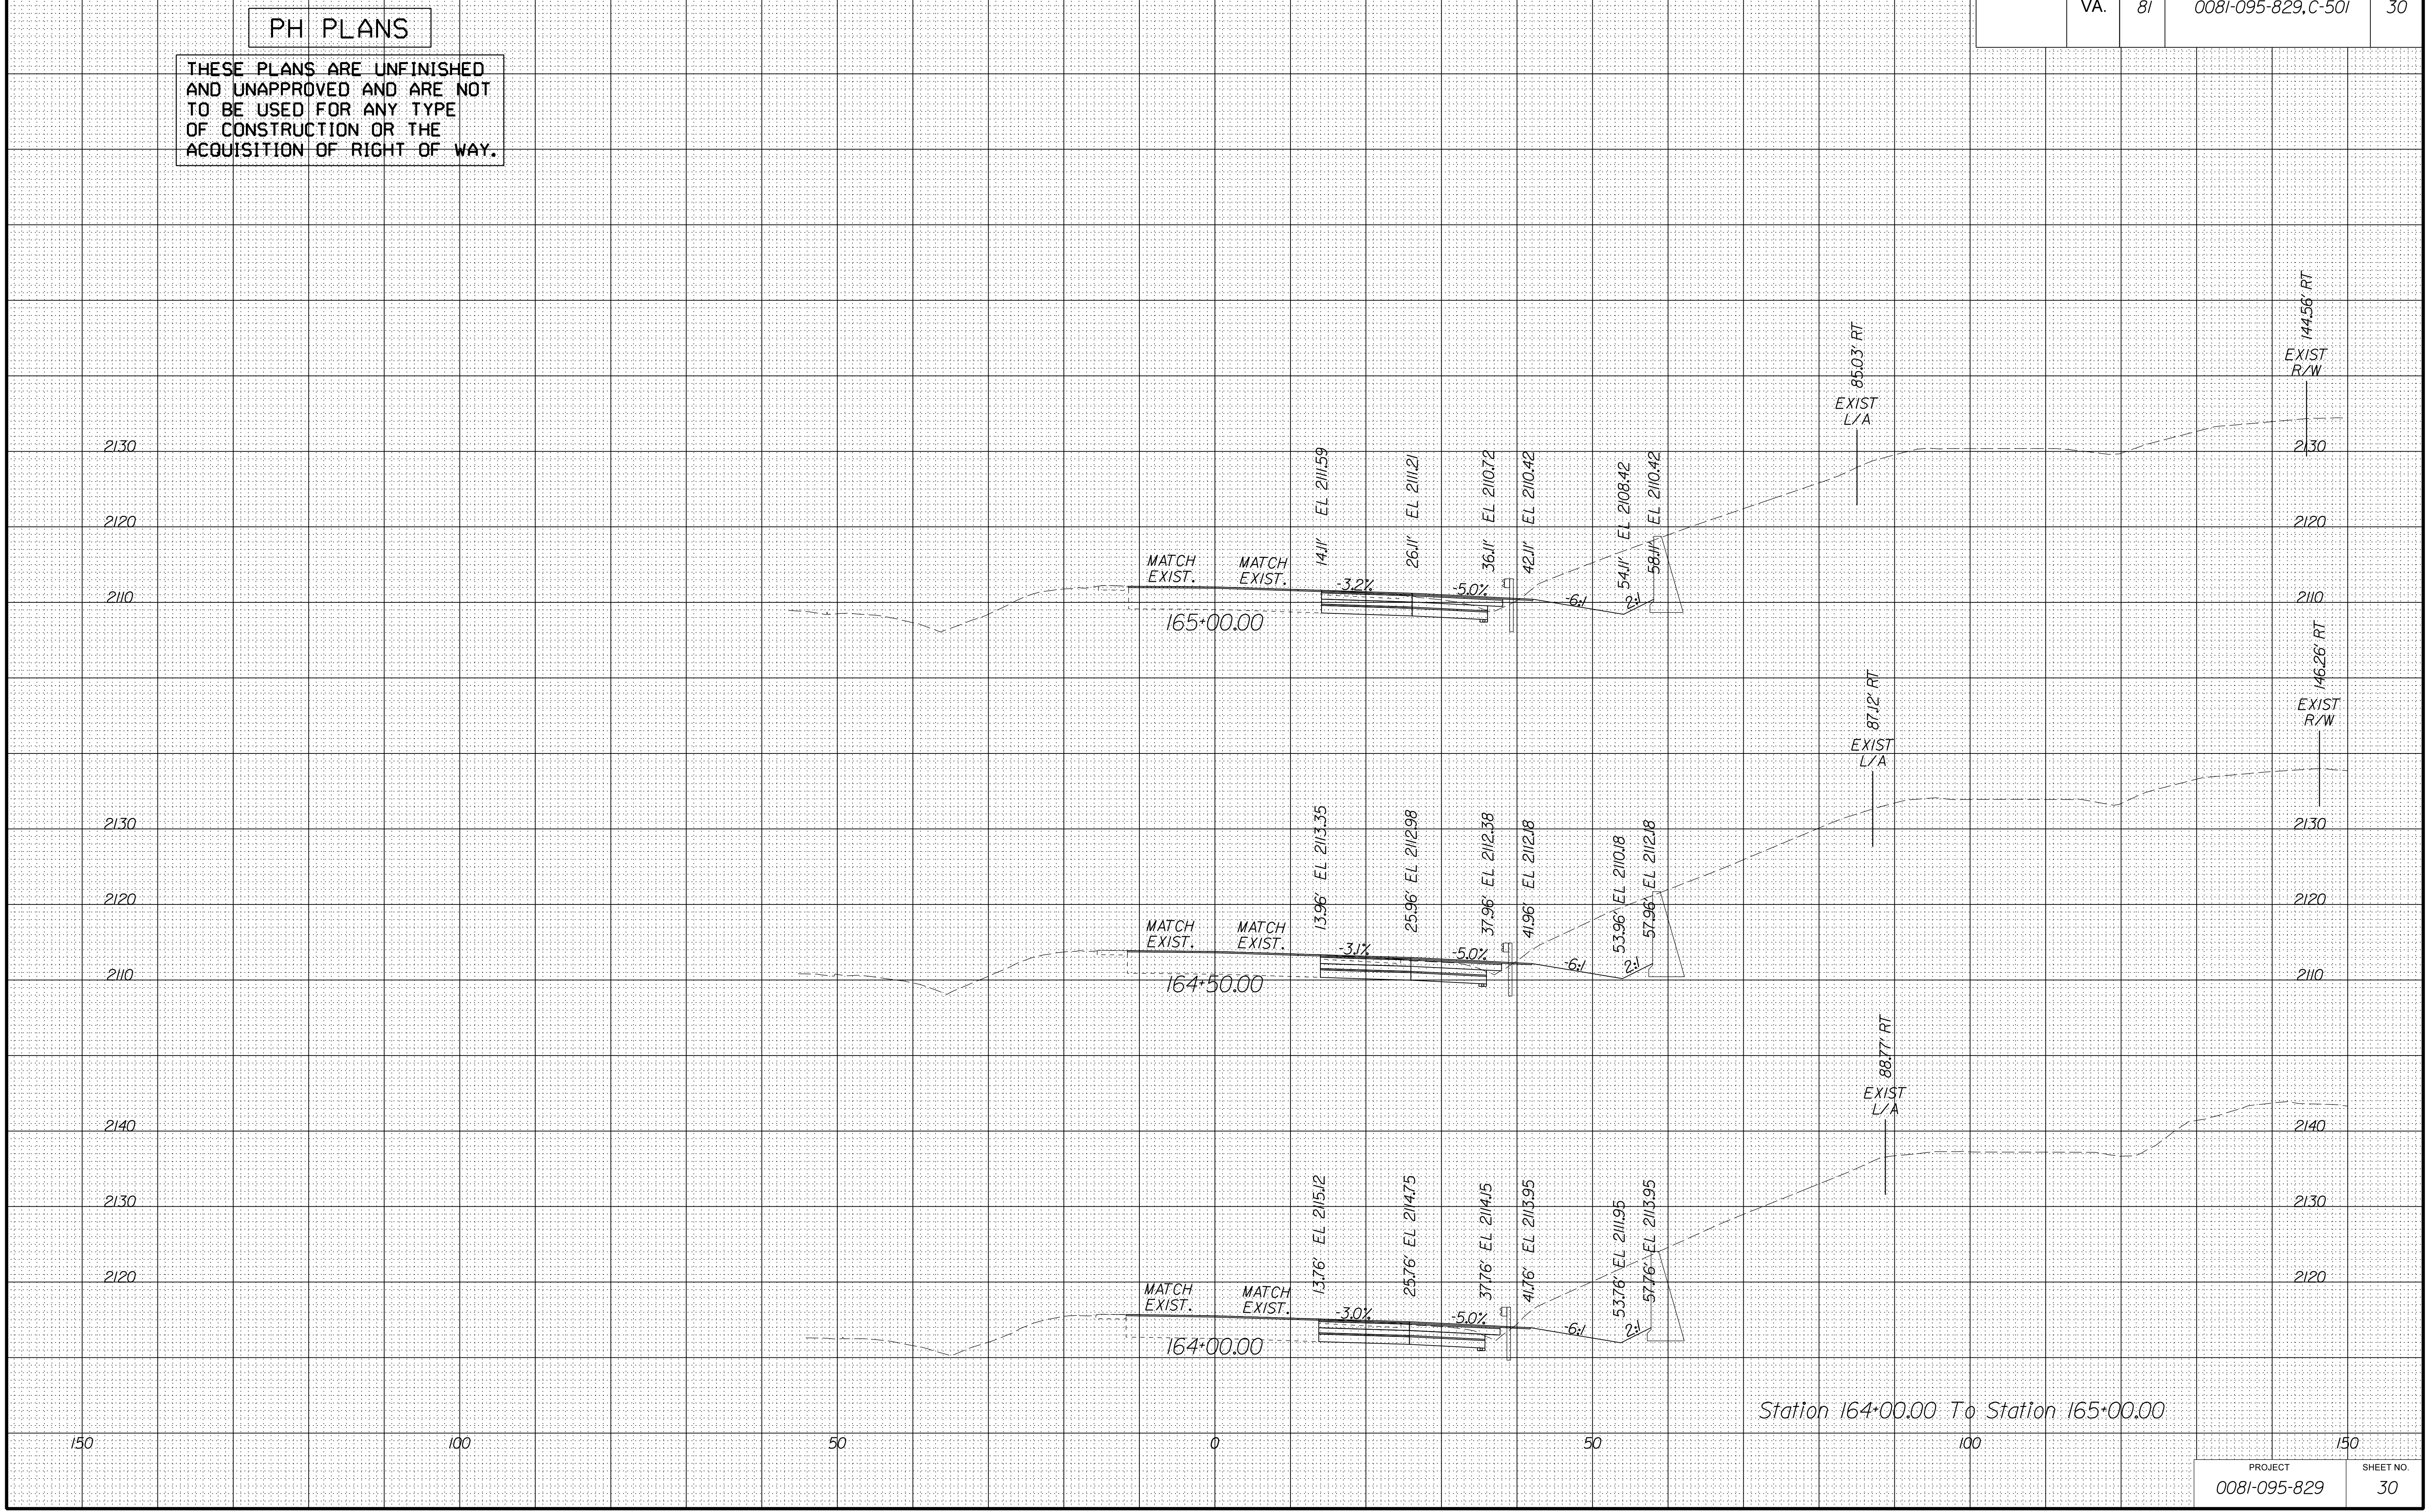 PH PLANS
THESE PLANS ARE UNFINISHED
AND UNAPPROVED AND ARE NOT
TO BE USED FOR ANY TYPE
OF CONSTRUCTION OR THE
ACQUISITION OF RIGHT OF WAY.
VA. 81 0081-095-829, C-501 30
144.56' RT
EXIST
R/W
85.03' RT
EXIST
L/A
2130
2130
2120
2120
2110
2110
14.11' EL 2111.59
26.11' EL 2111.21
36.11' EL 2110.72
42.11' EL 2110.42
54.11' EL 2108.42
58.11' EL 2110.42
MATCH
EXIST.
MATCH
EXIST.
-3.2%
-5.0%
-6:1
2:1
165+00.00
146.26' RT
EXIST
R/W
87.12' RT
EXIST
L/A
2130
2130
2120
2120
2110
2110
13.96' EL 2113.35
25.96' EL 2112.98
37.96' EL 2112.38
41.96' EL 2112.18
53.96' EL 2110.18
57.96' EL 2112.18
MATCH
EXIST.
MATCH
EXIST.
-3.1%
-5.0%
-6:1
2:1
164+50.00
88.77' RT
EXIST
L/A
2140
2140
2130
2130
2120
2120
13.76' EL 2115.12
25.76' EL 2114.75
37.76' EL 2114.15
41.76' EL 2113.95
53.76' EL 2111.95
57.76' EL 2113.95
MATCH
EXIST.
MATCH
EXIST.
-3.0%
-5.0%
-6:1
2:1
164+00.00
Station 164+00.00 To Station 165+00.00
150 100 50 0 50 100 150
PROJECT SHEET NO.
0081-095-829 30